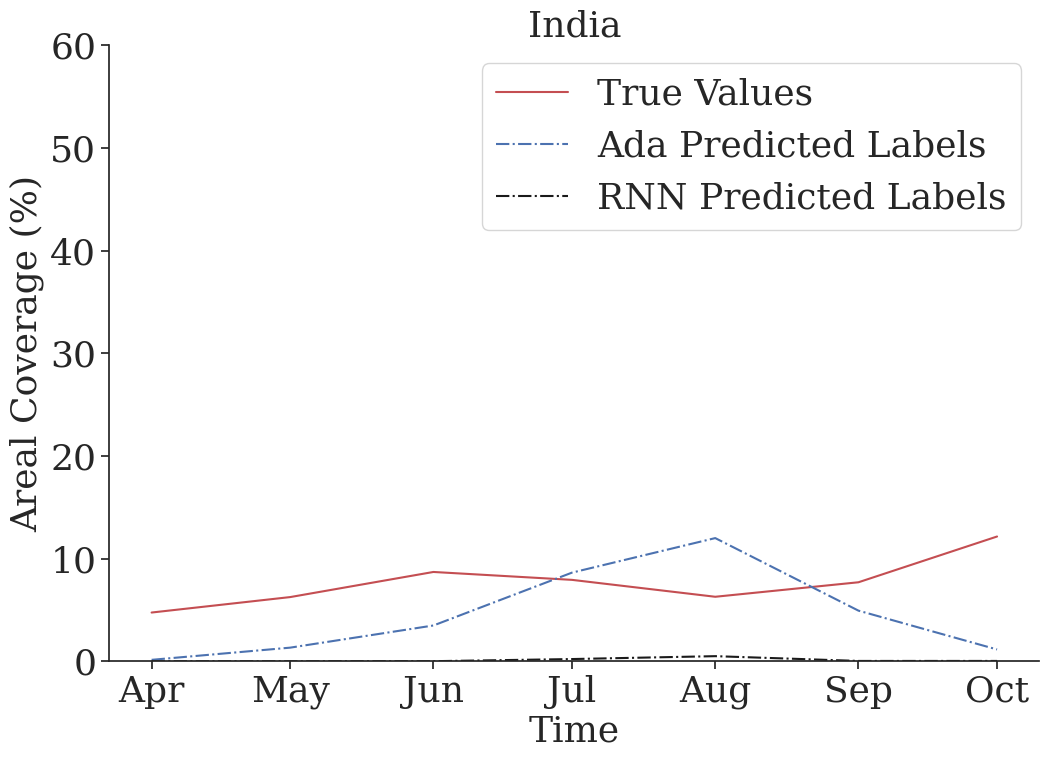 India
60
50
40
30
20
10
0
Areal Coverage (%)
True Values
Ada Predicted Labels
RNN Predicted Labels
Apr May Jun Jul Aug Sep Oct
Time